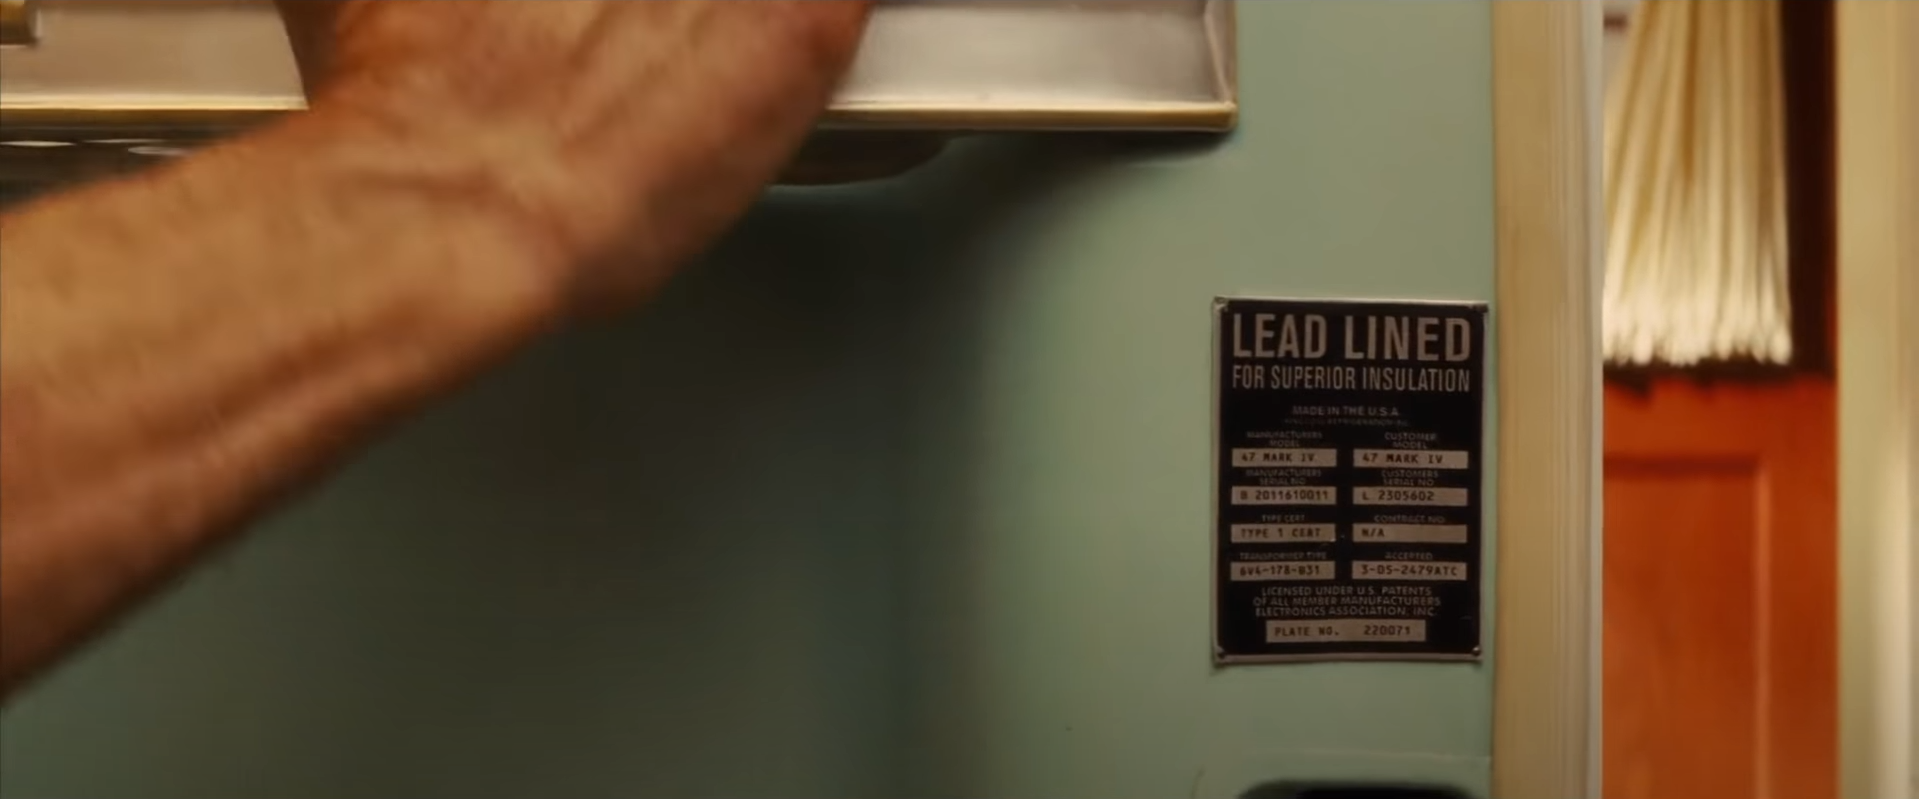 LEAD LINED
FOR SUPERIOR INSULATION
MADE IN THE U.S.A.
MANUFACTURERS MODEL
CUSTOMER MODEL
47 MARK IV
47 MARK IV
MANUFACTURERS SERIAL NO
CUSTOMERS SERIAL NO
B 2011610011
L 2305602
TYPE CERT
CONTRACT NO.
TYPE 1 CERT
N/A
TRANSFORMER TYPE
ACCEPTED
6V4-178-B31
3-05-2479ATC
LICENSED UNDER U.S. PATENTS
OF ALL MEMBER MANUFACTURERS
ELECTRONICS ASSOCIATION, INC.
PLATE NO. 220071